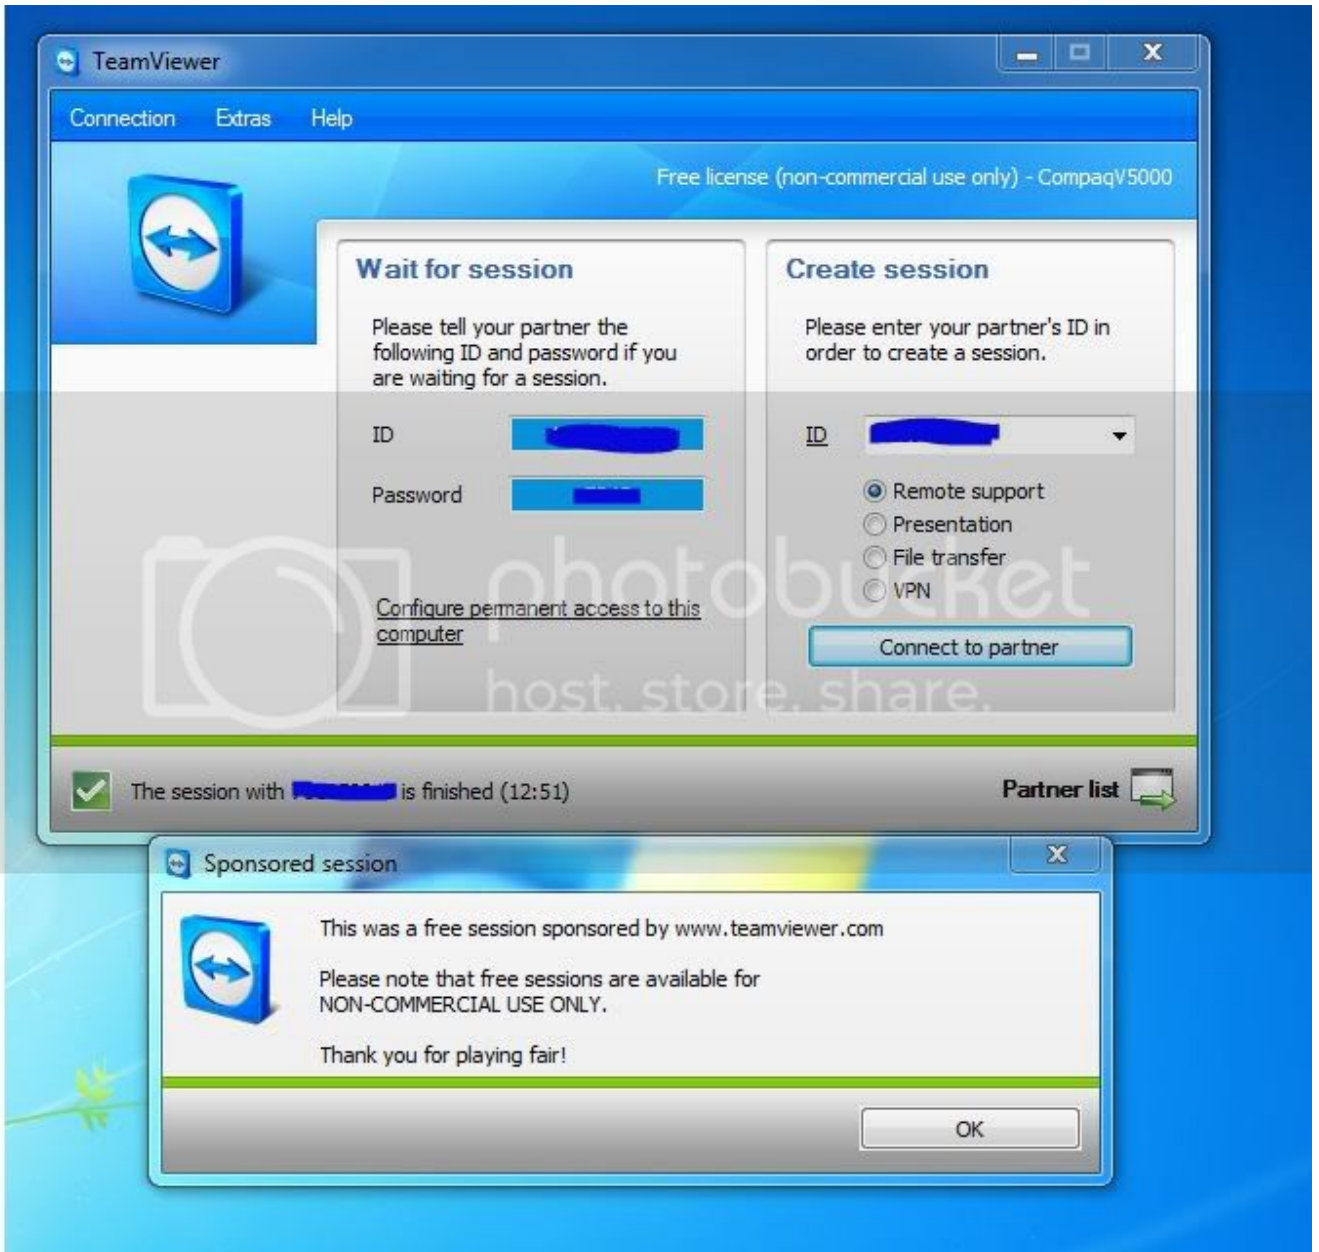 TeamViewer
Connection Extras Help
Free license (non-commercial use only) - CompaqV5000
Wait for session
Please tell your partner the
following ID and password if you
are waiting for a session.
ID
Password
Configure permanent access to this
computer
Create session
Please enter your partner's ID in
order to create a session.
ID
Remote support
Presentation
File transfer
VPN
Connect to partner
photobucket
host. store. share.
The session with is finished (12:51)
Partner list
Sponsored session
This was a free session sponsored by www.teamviewer.com
Please note that free sessions are available for
NON-COMMERCIAL USE ONLY.
Thank you for playing fair!
OK